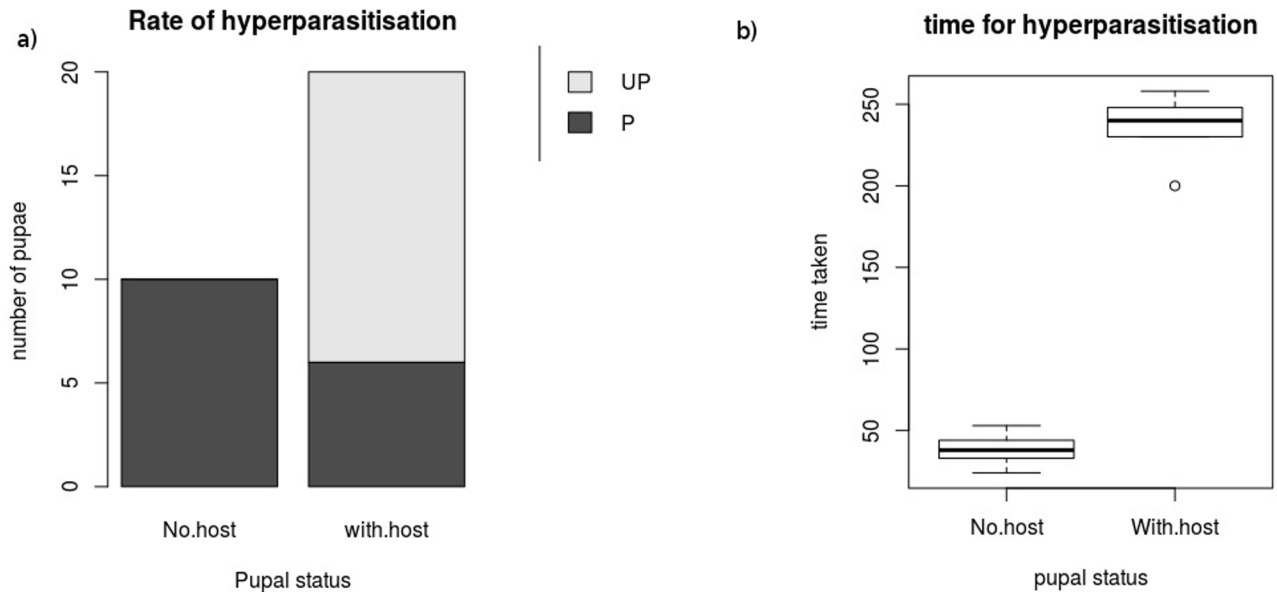 a)
Rate of hyperparasitisation
number of pupae
20
15
10
5
0
No.host
with.host
Pupal status
UP
P
b)
time for hyperparasitisation
time taken
250
200
150
100
50
No.host
With.host
pupal status